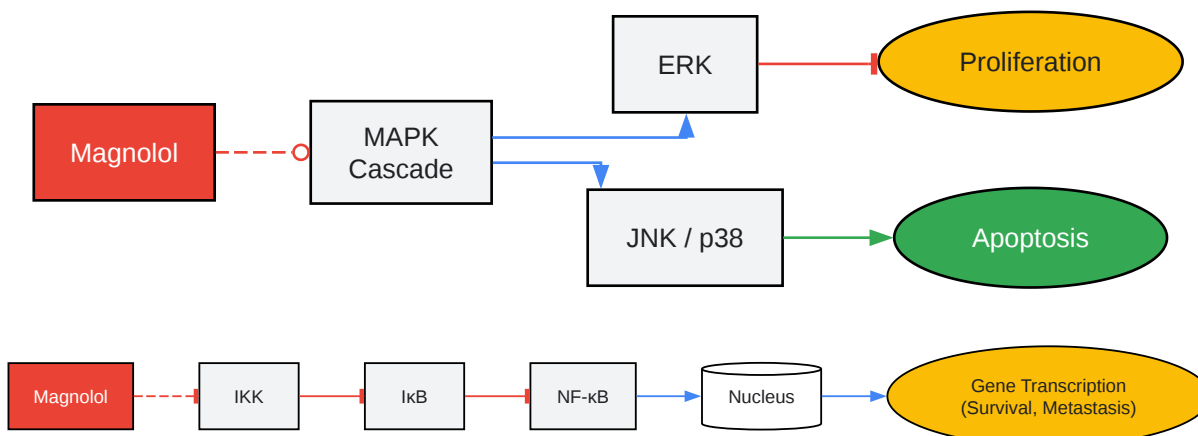 ERK
Proliferation
Magnolol
MAPK
Cascade
JNK / p38
Apoptosis
Magnolol
IKK
IκB
NF-κB
Nucleus
Gene Transcription
(Survival, Metastasis)